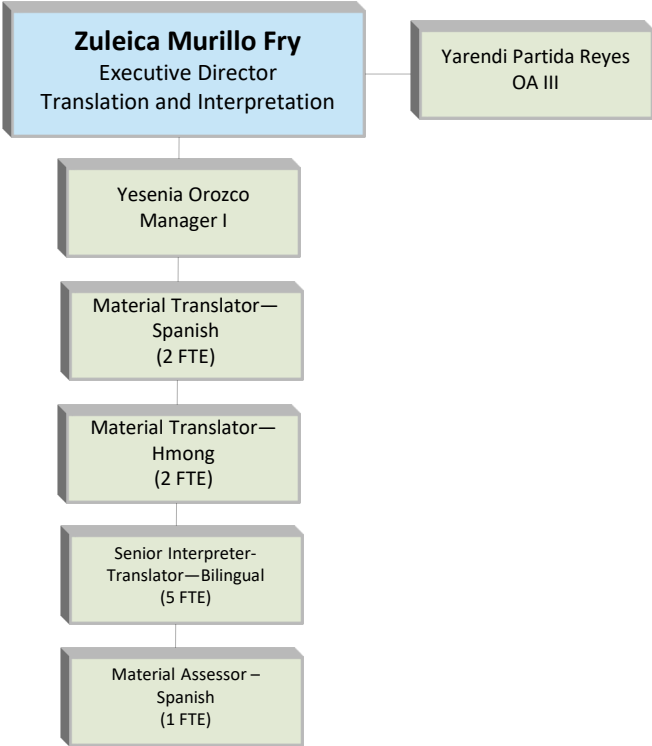 Zuleica Murillo Fry
Executive Director
Translation and Interpretation
Yarendi Partida Reyes
OA III
Yesenia Orozco
Manager I
Material Translator—
Spanish
(2 FTE)
Material Translator—
Hmong
(2 FTE)
Senior Interpreter-
Translator—Bilingual
(5 FTE)
Material Assessor –
Spanish
(1 FTE)